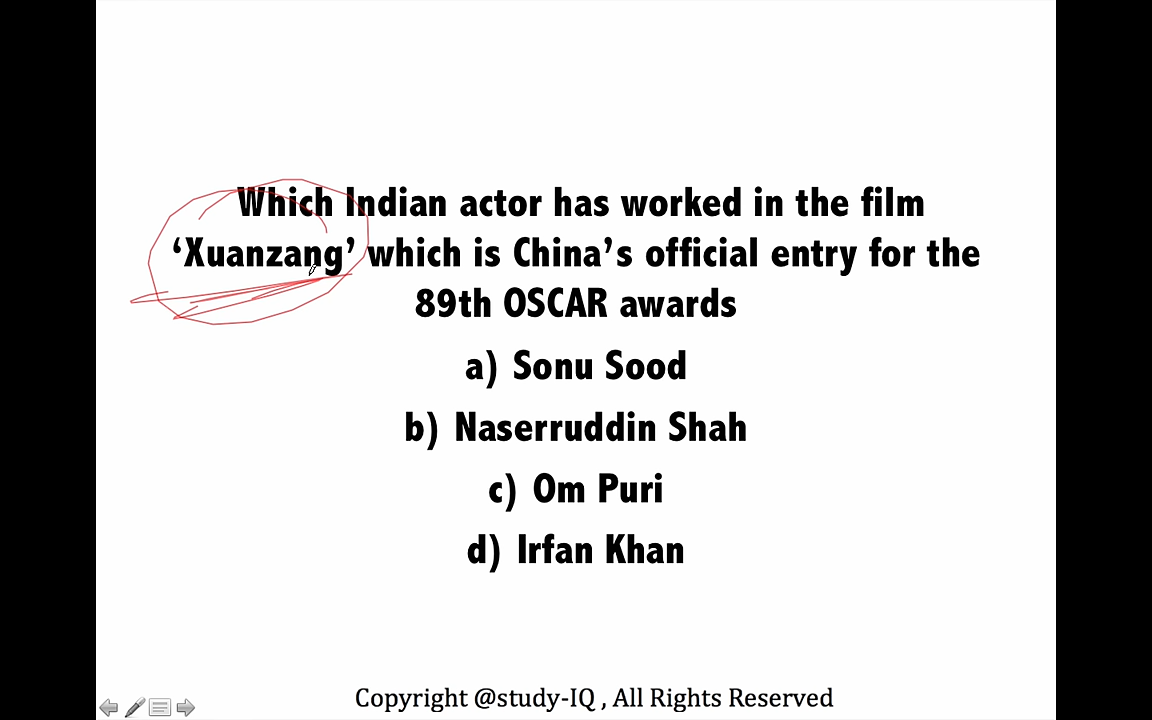 Which Indian actor has worked in the film
‘Xuanzang’ which is China’s official entry for the
89th OSCAR awards
a) Sonu Sood
b) Naserruddin Shah
c) Om Puri
d) Irfan Khan
Copyright @study-IQ , All Rights Reserved